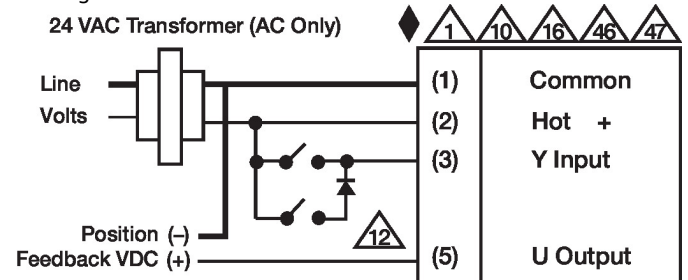 24 VAC Transformer (AC Only)
1 10 16 46 47
Line
Volts
(1) Common
(2) Hot +
(3) Y Input
12
Position (–)
Feedback VDC (+)
(5) U Output